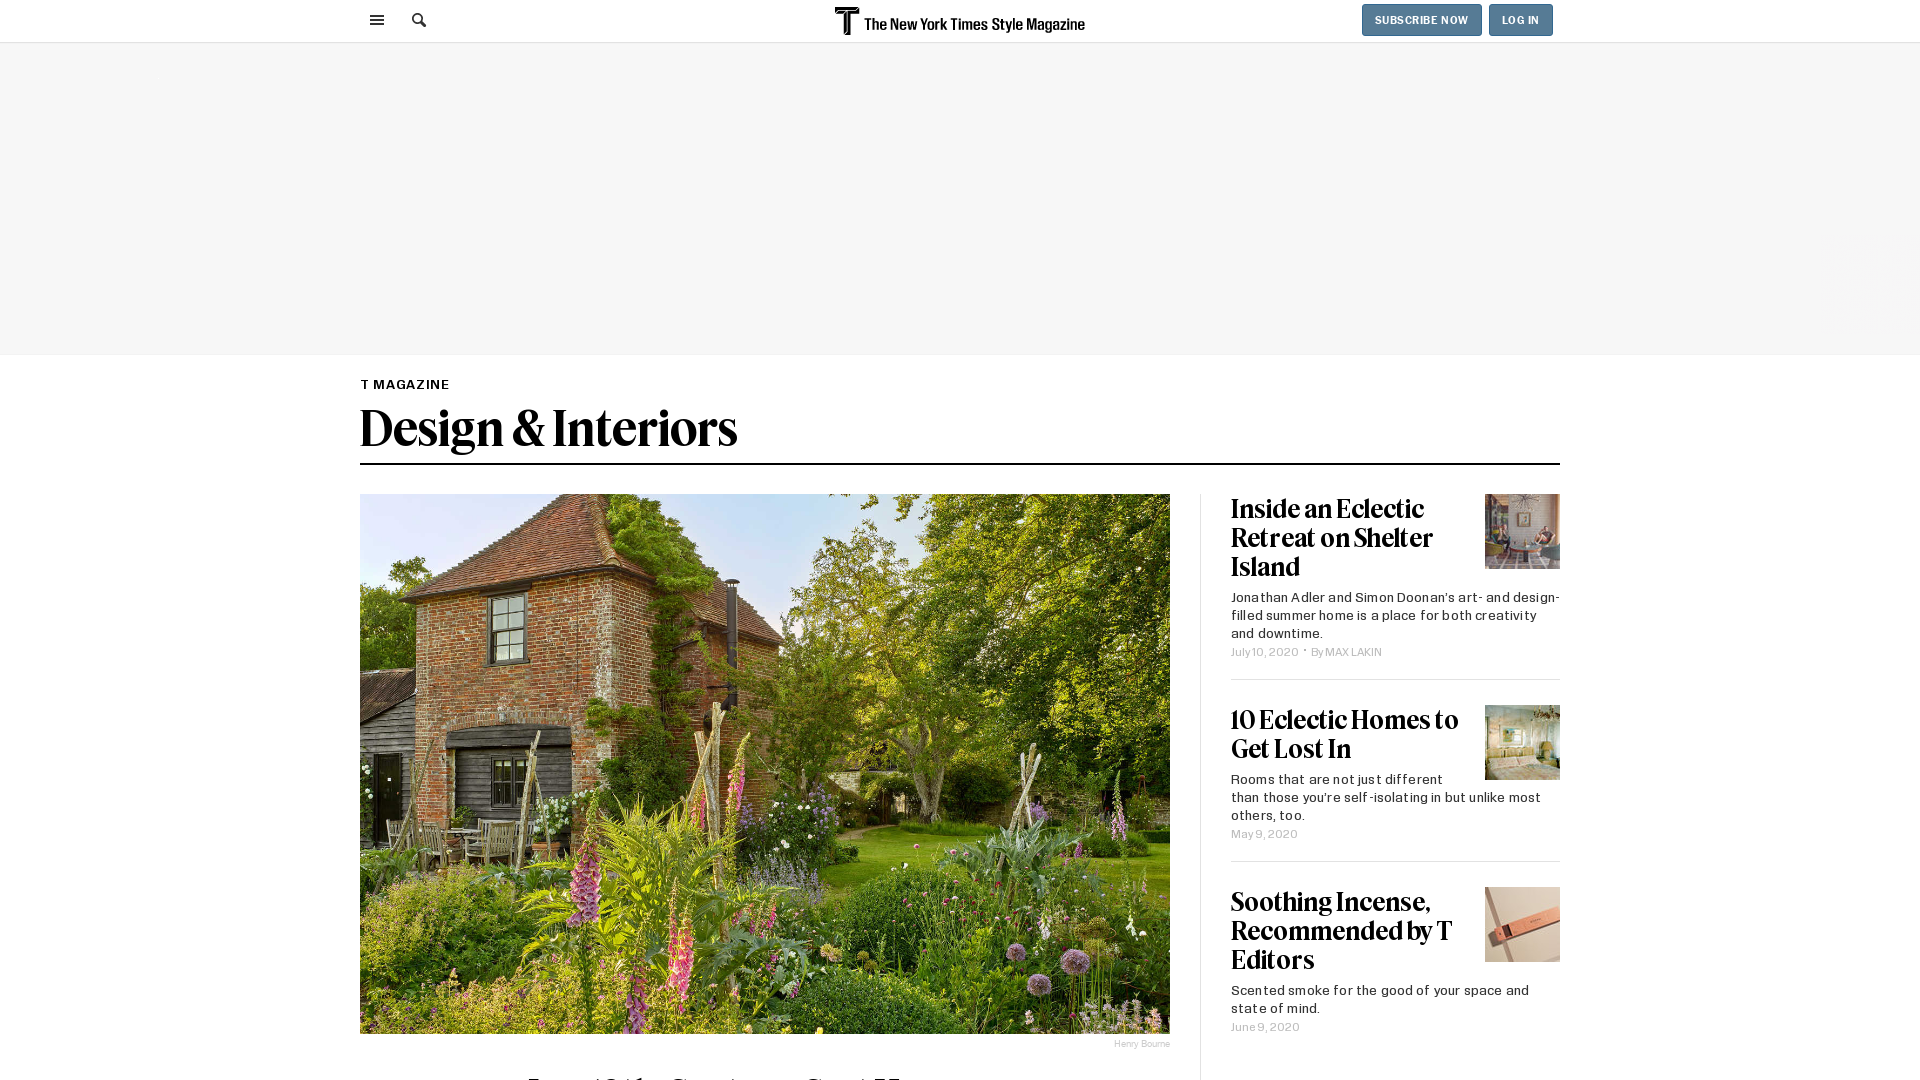 The New York Times Style Magazine
SUBSCRIBE NOW
LOG IN
T MAGAZINE
Design & Interiors
Henry Bourne
Inside an Eclectic
Retreat on Shelter
Island
Jonathan Adler and Simon Doonan’s art- and design-
filled summer home is a place for both creativity
and downtime.
July 10, 2020 • By MAX LAKIN
10 Eclectic Homes to
Get Lost In
Rooms that are not just different
than those you’re self-isolating in but unlike most
others, too.
May 9, 2020
Soothing Incense,
Recommended by T
Editors
Scented smoke for the good of your space and
state of mind.
June 9, 2020